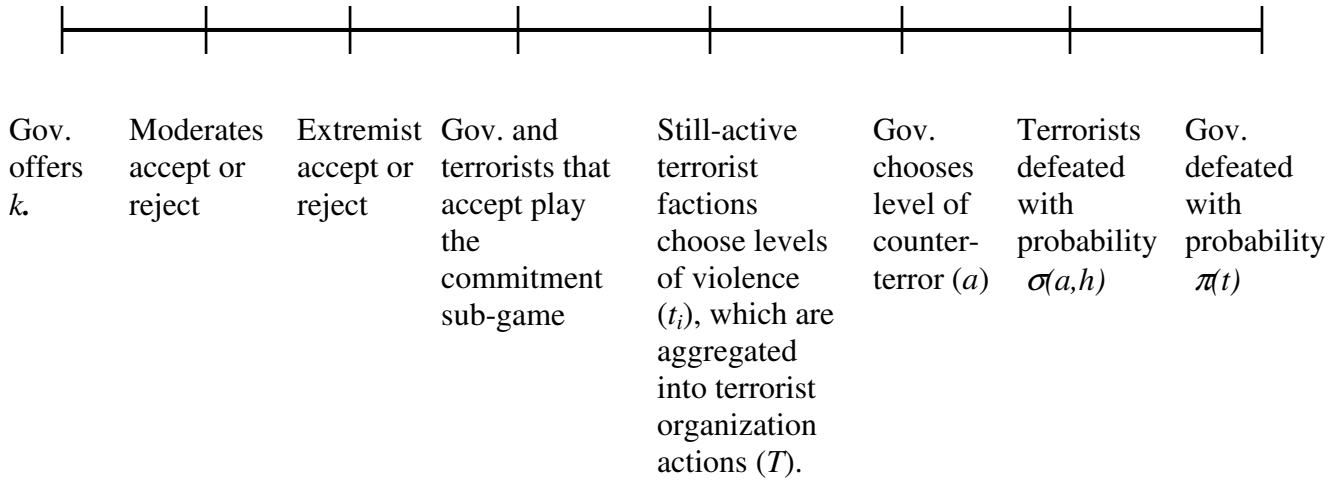 Gov.
offers
k.
Moderates
accept or
reject
Extremist
accept or
reject
Gov. and
terrorists that
accept play
the
commitment
sub-game
Still-active
terrorist
factions
choose levels
of violence
(tᵢ), which are
aggregated
into terrorist
organization
actions (T).
Gov.
chooses
level of
counter-
terror (a)
Terrorists
defeated
with
probability
σ(a,h)
Gov.
defeated
with
probability
π(t)